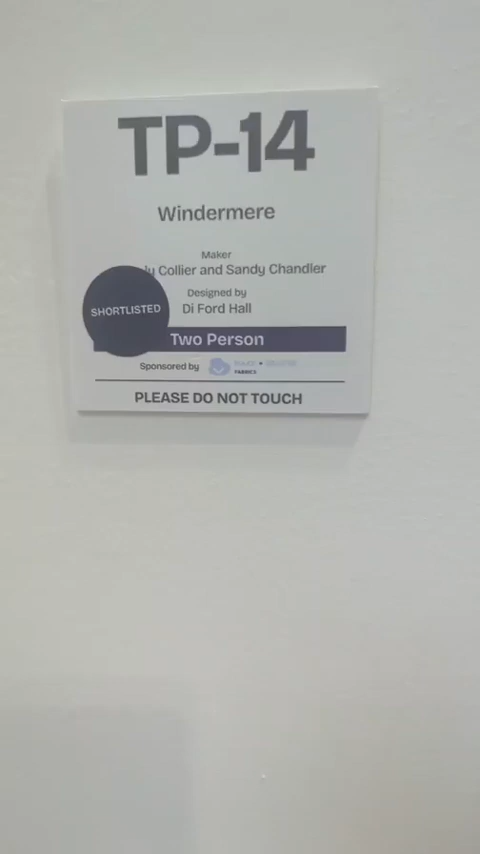 TP-14
Windermere
Maker
Collier and Sandy Chandler
Designed by
Di Ford Hall
SHORTLISTED
Two Person
Sponsored by
FABRICS
PLEASE DO NOT TOUCH